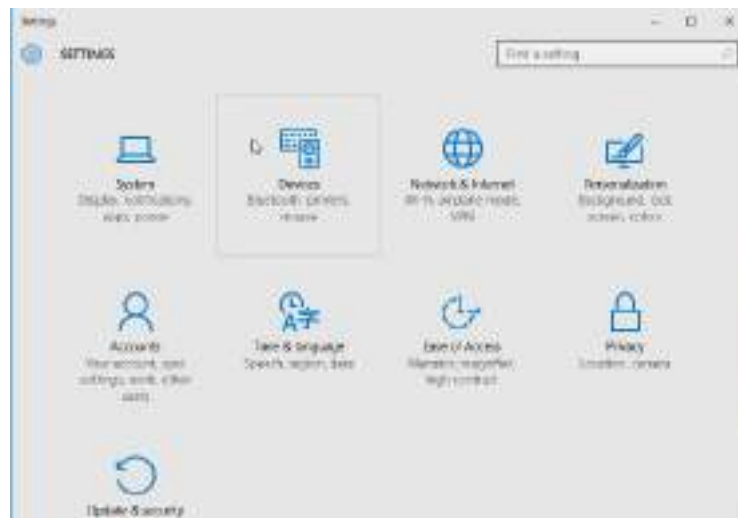 Settings
SETTINGS
Find a setting
System
Display, notifications,
apps, power
Devices
Bluetooth, printers,
mouse
Network & Internet
Wi-Fi, airplane mode,
VPN
Personalization
Background, lock
screen, colors
Accounts
Your account, sync
settings, work, other
users
Time & language
Speech, region, date
Ease of Access
Narrator, magnifier,
high contrast
Privacy
Location, camera
Update & security